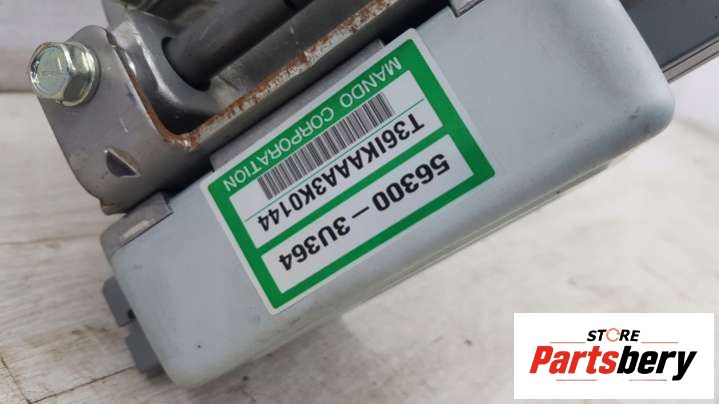 56300-3U364
T36IKAAA3K0144
MANDO CORPORATION
STORE
Partsbery